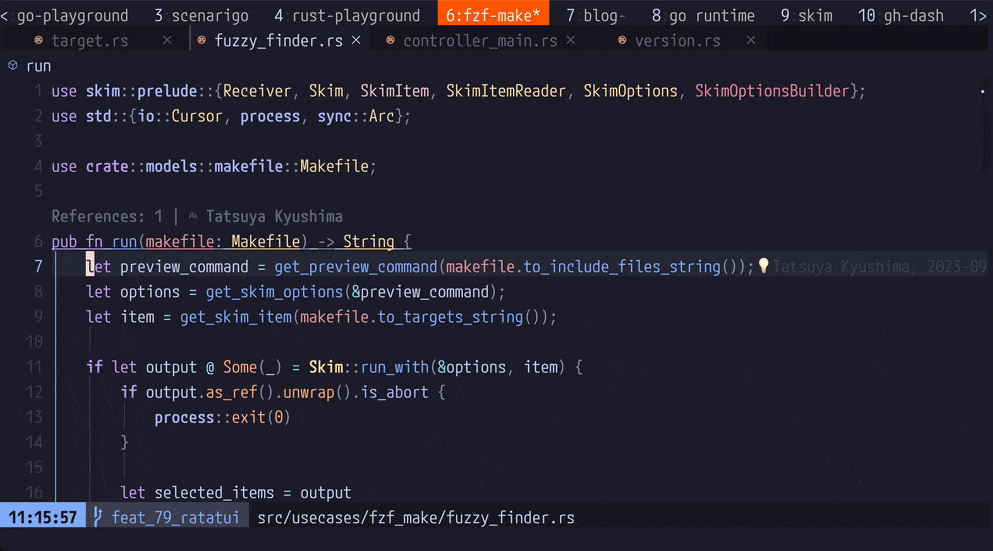 < go-playground 3 scenarigo 4 rust-playground 6:fzf-make* 7 blog- 8 go runtime 9 skim 10 gh-dash 1>
target.rs × fuzzy_finder.rs × controller_main.rs × version.rs ×
run
1 use skim::prelude::{Receiver, Skim, SkimItem, SkimItemReader, SkimOptions, SkimOptionsBuilder};
2 use std::{io::Cursor, process, sync::Arc};
3
4 use crate::models::makefile::Makefile;
5
References: 1 | Tatsuya Kyushima
6 pub fn run(makefile: Makefile) -> String {
7 let preview_command = get_preview_command(makefile.to_include_files_string()); Tatsuya Kyushima, 2023-09
8 let options = get_skim_options(&preview_command);
9 let item = get_skim_item(makefile.to_targets_string());
10
11 if let output @ Some(_) = Skim::run_with(&options, item) {
12 if output.as_ref().unwrap().is_abort {
13 process::exit(0)
14 }
15
16 let selected_items = output
11:15:57 feat_79_ratatui src/usecases/fzf_make/fuzzy_finder.rs